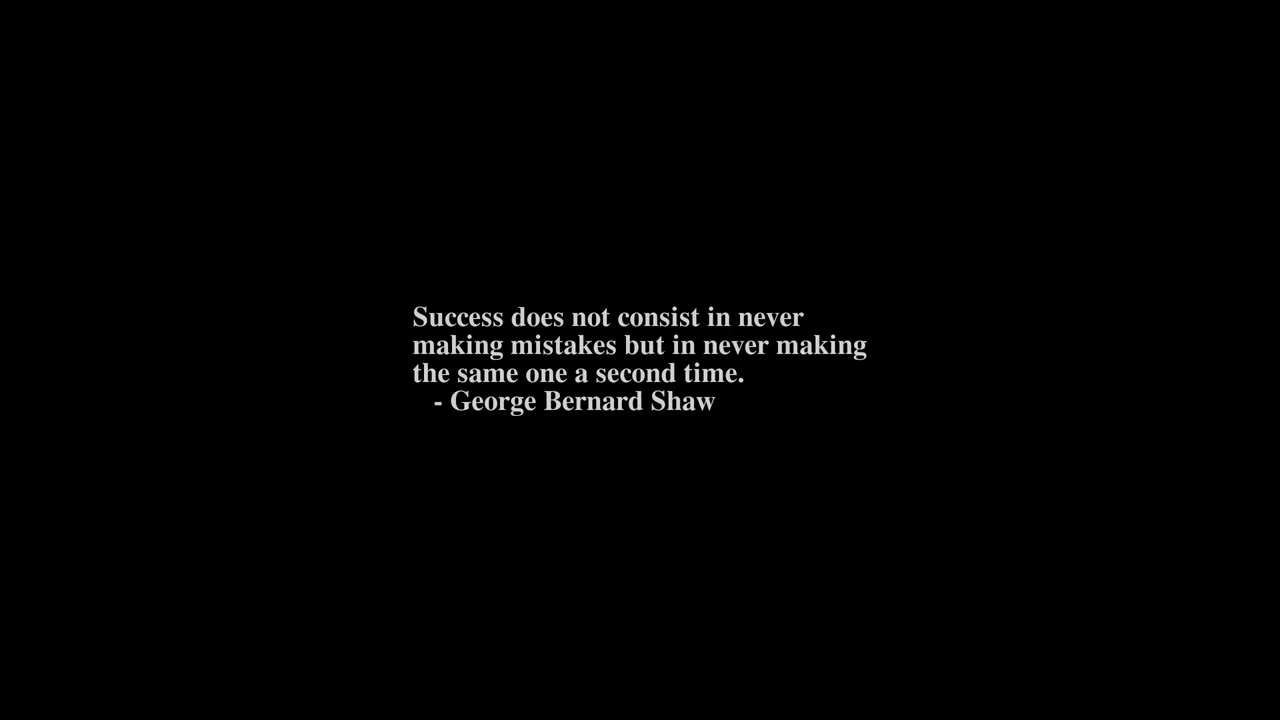 Success does not consist in never
making mistakes but in never making
the same one a second time.
- George Bernard Shaw